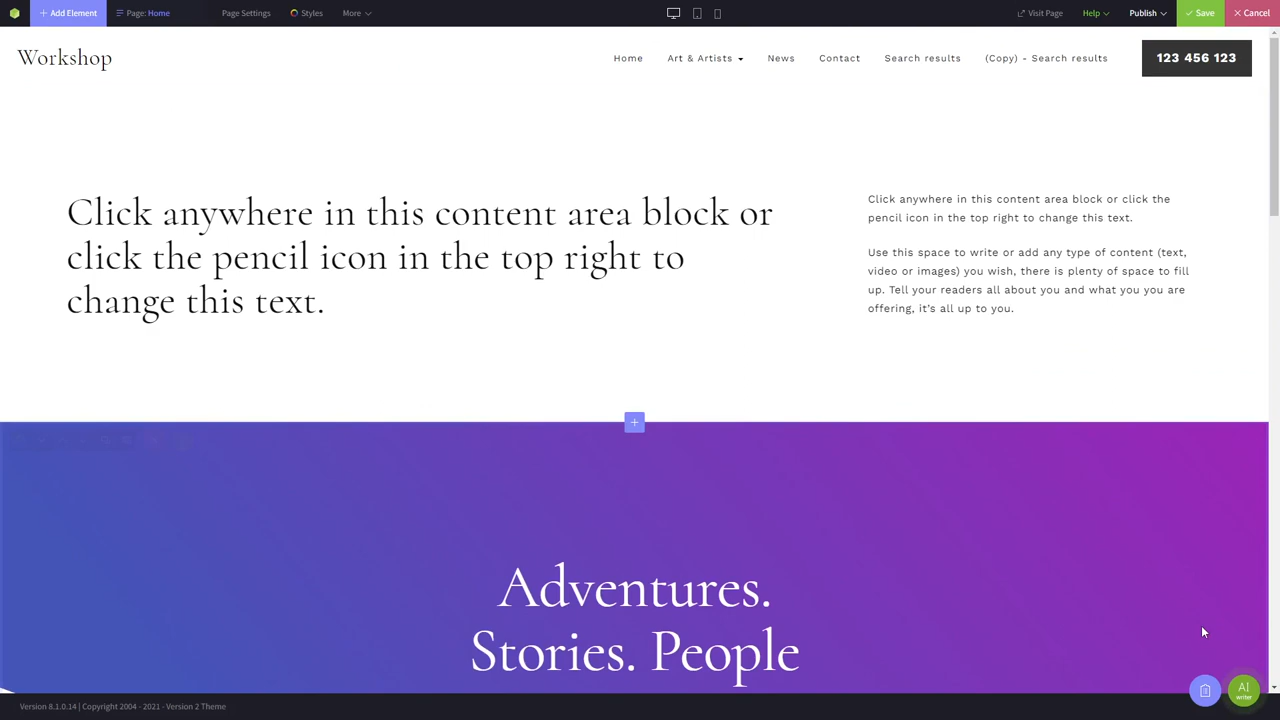 Add Element
Page: Home
Page Settings
Styles
More
Visit Page
Help
Publish
Save
Cancel
Workshop
Home
Art & Artists
News
Contact
Search results
(Copy) - Search results
123 456 123
Click anywhere in this content area block or
click the pencil icon in the top right to
change this text.
Click anywhere in this content area block or click the
pencil icon in the top right to change this text.
Use this space to write or add any type of content (text,
video or images) you wish, there is plenty of space to fill
up. Tell your readers all about you and what you you are
offering, it's all up to you.
Adventures.
Stories. People
AI
writer
Version 8.1.0.14 | Copyright 2004 - 2021 - Version 2 Theme